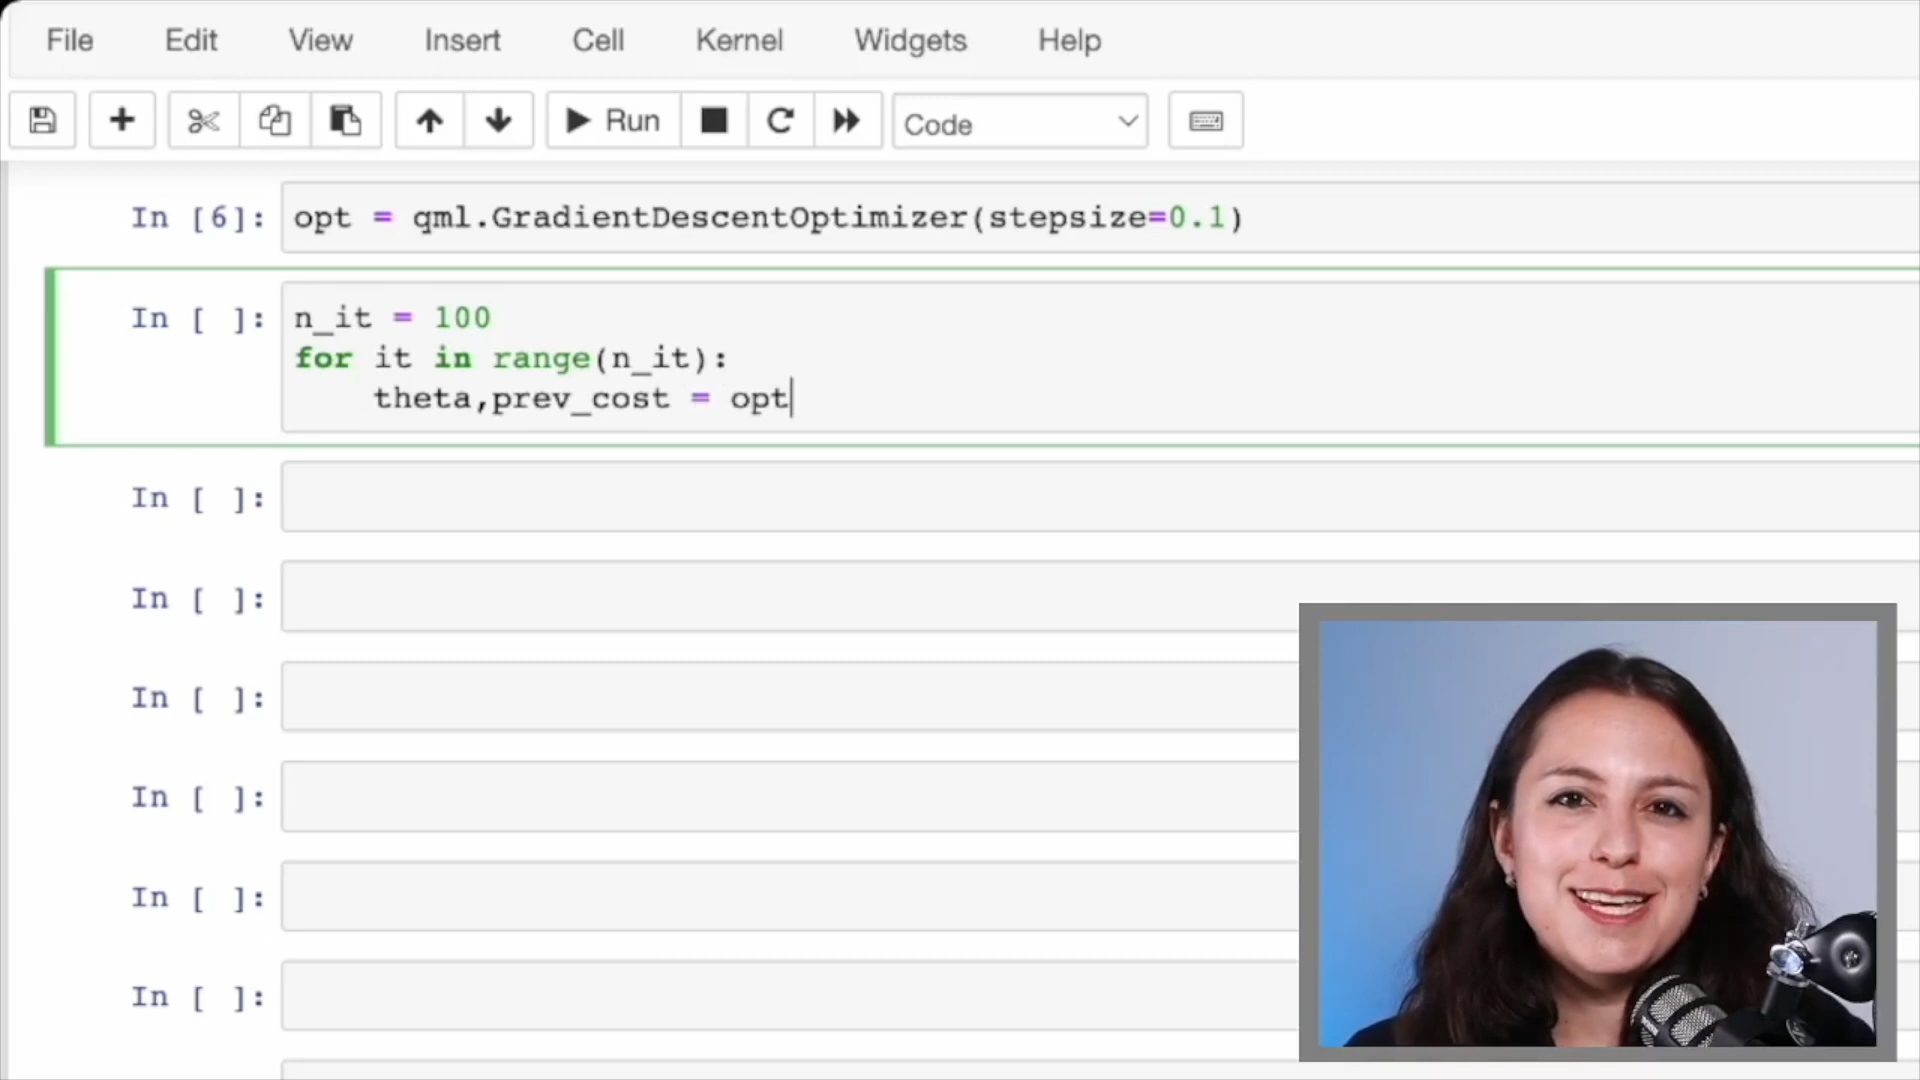 File Edit View Insert Cell Kernel Widgets Help
Run Code
In [6]: opt = qml.GradientDescentOptimizer(stepsize=0.1)
In [ ]: n_it = 100
for it in range(n_it):
theta,prev_cost = opt
In [ ]:
In [ ]:
In [ ]:
In [ ]:
In [ ]:
In [ ]: